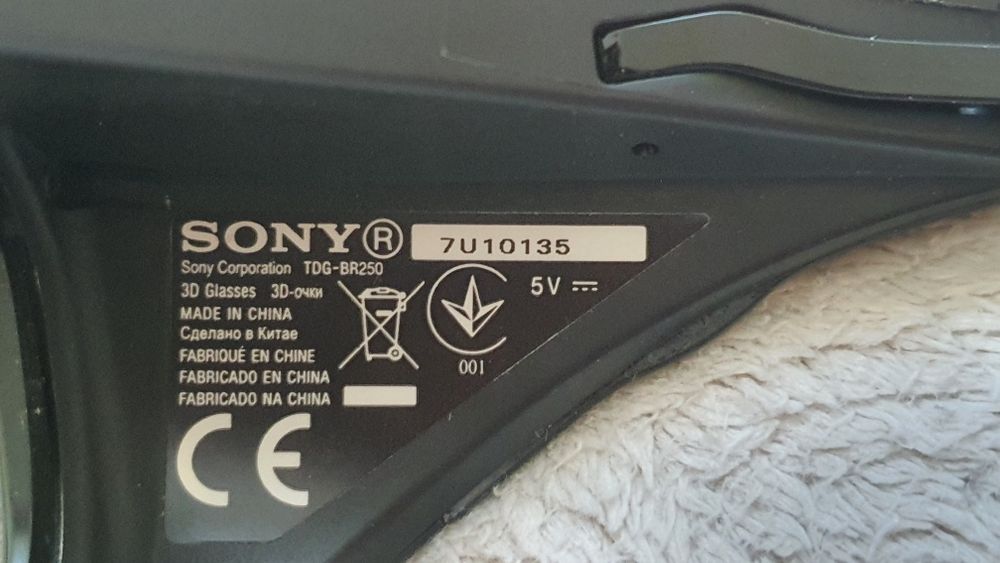 SONY® 7U10135
Sony Corporation TDG-BR250
3D Glasses 3D-очки
5V ⎓
MADE IN CHINA
Сделано в Китае
FABRIQUÉ EN CHINE
001
FABRICADO EN CHINA
FABRICADO NA CHINA
CE